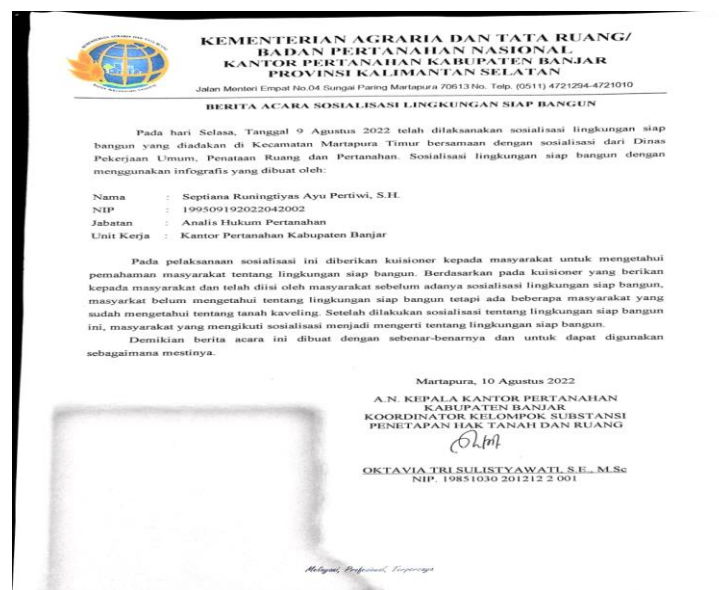 KEMENTERIAN AGRARIA DAN TATA RUANG/
BADAN PERTANAHAN NASIONAL
KANTOR PERTANAHAN KABUPATEN BANJAR
PROVINSI KALIMANTAN SELATAN
Jalan Menteri Empat No.04 Sungai Paring Martapura 70613 No. Telp. (0511) 4721294-4721010
BERITA ACARA SOSIALISASI LINGKUNGAN SIAP BANGUN
Pada hari Selasa, Tanggal 9 Agustus 2022 telah dilaksanakan sosialisasi lingkungan siap
bangun yang diadakan di Kecamatan Martapura Timur bersamaan dengan sosialisasi dari Dinas
Pekerjaan Umum, Penataan Ruang dan Pertanahan. Sosialisasi lingkungan siap bangun dengan
menggunakan infografis yang dibuat oleh:
Nama : Septiana Runingtiyas Ayu Pertiwi, S.H.
NIP : 199509192022042002
Jabatan : Analis Hukum Pertanahan
Unit Kerja : Kantor Pertanahan Kabupaten Banjar
Pada pelaksanaan sosialisasi ini diberikan kuisioner kepada masyarakat untuk mengetahui
pemahaman masyarakat tentang lingkungan siap bangun. Berdasarkan pada kuisioner yang berikan
kepada masyarakat dan telah diisi oleh masyarakat sebelum adanya sosialisasi lingkungan siap bangun,
masyarkat belum mengetahui tentang lingkungan siap bangun tetapi ada beberapa masyarakat yang
sudah mengetahui tentang tanah kaveling. Setelah dilakukan sosialisasi tentang lingkungan siap bangun
ini, masyarakat yang mengikuti sosialisasi menjadi mengerti tentang lingkungan siap bangun.
Demikian berita acara ini dibuat dengan sebenar-benarnya dan untuk dapat digunakan
sebagaimana mestinya.
Martapura, 10 Agustus 2022
A.N. KEPALA KANTOR PERTANAHAN
KABUPATEN BANJAR
KOORDINATOR KELOMPOK SUBSTANSI
PENETAPAN HAK TANAH DAN RUANG
OKTAVIA TRI SULISTYAWATI, S.E., M.Sc
NIP. 19851030 201212 2 001
Melayani, Profesional, Terpercaya